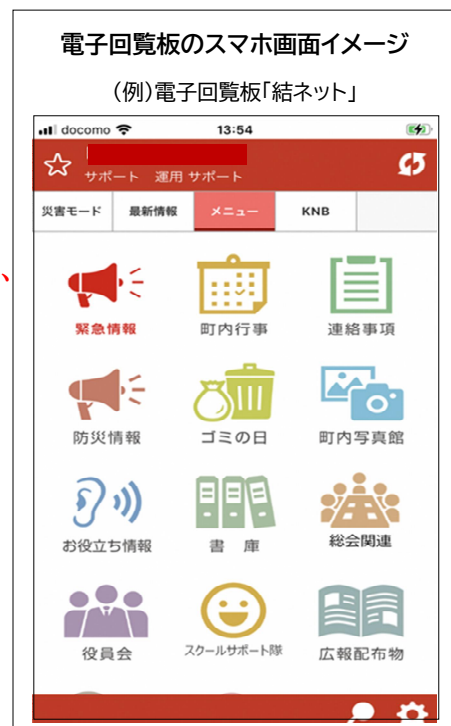 電子回覧板のスマホ画面イメージ
(例)電子回覧板「結ネット」
docomo 13:54
サポート 運用 サポート
災害モード 最新情報 メニュー KNB
緊急情報 町内行事 連絡事項
防災情報 ゴミの日 町内写真館
お役立ち情報 書 庫 総会関連
役員会 スクールサポート隊 広報配布物
、